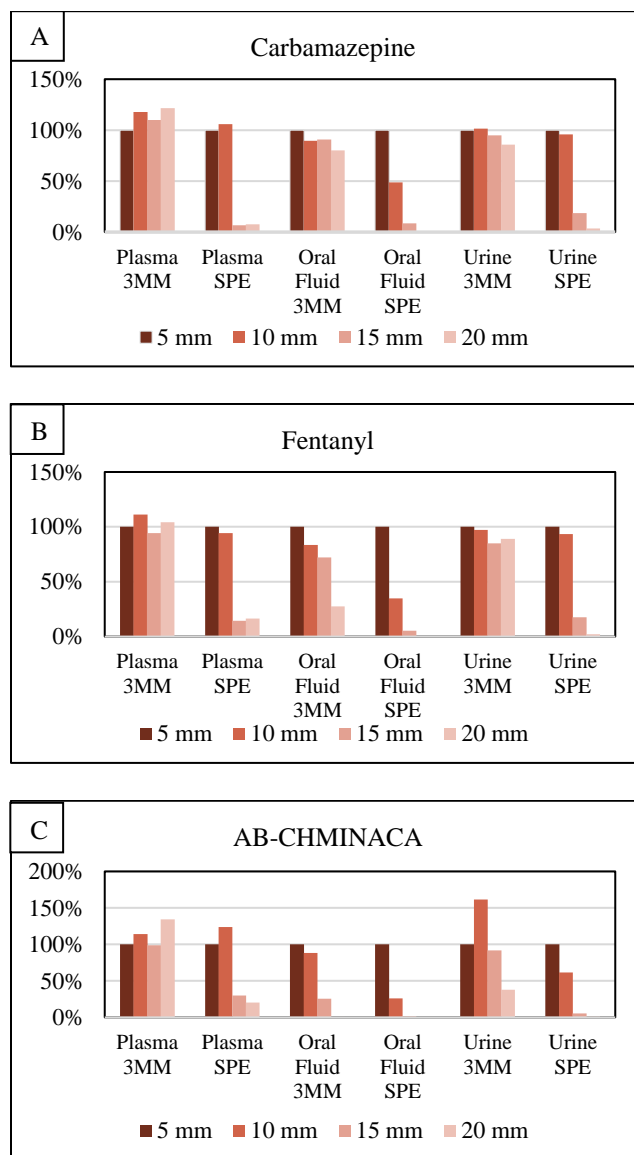 A
Carbamazepine
150%
100%
50%
0%
Plasma 3MM
Plasma SPE
Oral Fluid 3MM
Oral Fluid SPE
Urine 3MM
Urine SPE
5 mm 10 mm 15 mm 20 mm
B
Fentanyl
150%
100%
50%
0%
Plasma 3MM
Plasma SPE
Oral Fluid 3MM
Oral Fluid SPE
Urine 3MM
Urine SPE
5 mm 10 mm 15 mm 20 mm
C
AB-CHMINACA
200%
150%
100%
50%
0%
Plasma 3MM
Plasma SPE
Oral Fluid 3MM
Oral Fluid SPE
Urine 3MM
Urine SPE
5 mm 10 mm 15 mm 20 mm